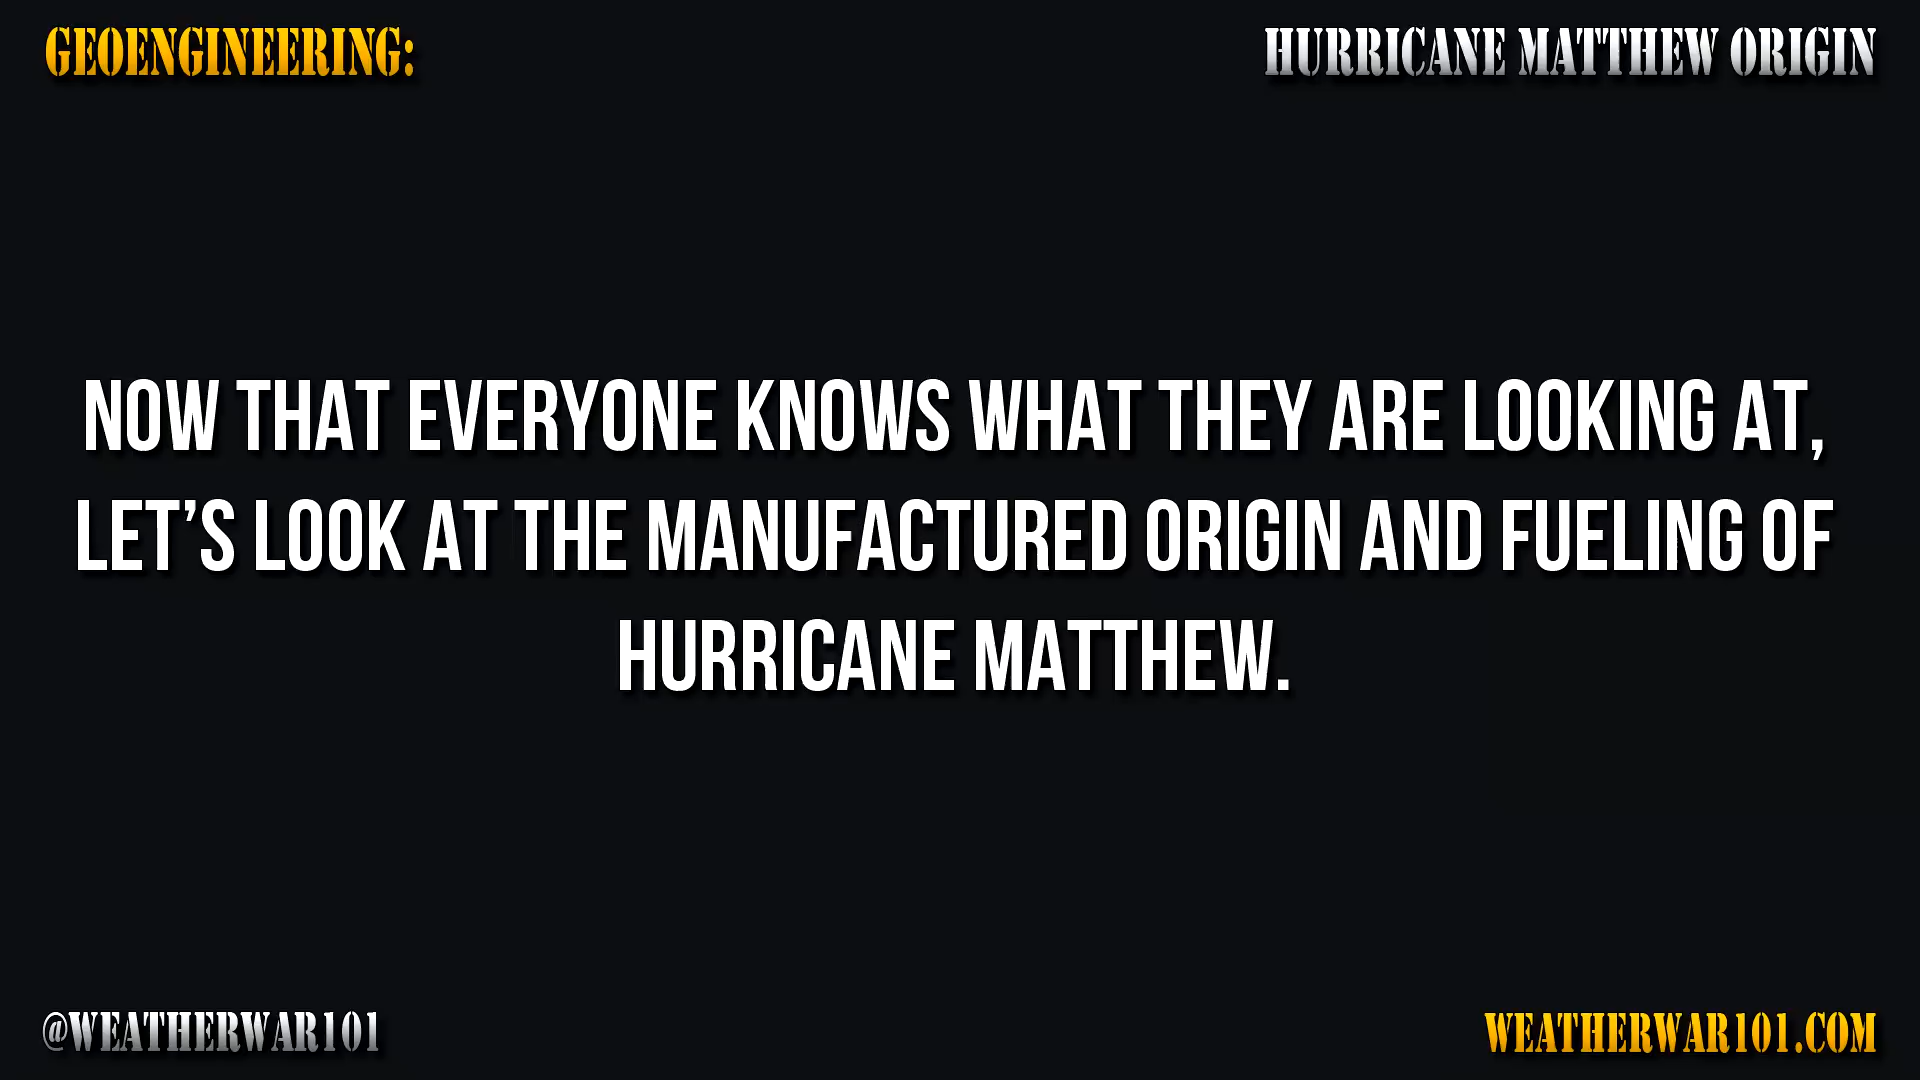 GEOENGINEERING:
HURRICANE MATTHEW ORIGIN
NOW THAT EVERYONE KNOWS WHAT THEY ARE LOOKING AT,
LET’S LOOK AT THE MANUFACTURED ORIGIN AND FUELING OF
HURRICANE MATTHEW.
@WEATHERWAR101
WEATHERWAR101.COM